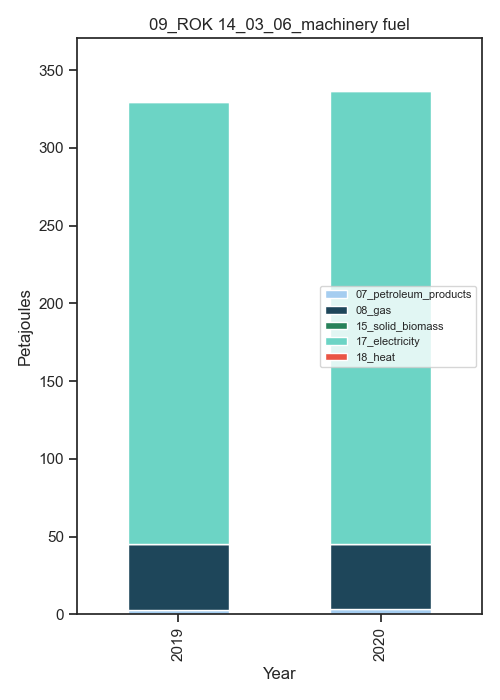 09_ROK 14_03_06_machinery fuel
350
300
250
200
150
100
50
0
Petajoules
07_petroleum_products
08_gas
15_solid_biomass
17_electricity
18_heat
2019
2020
Year